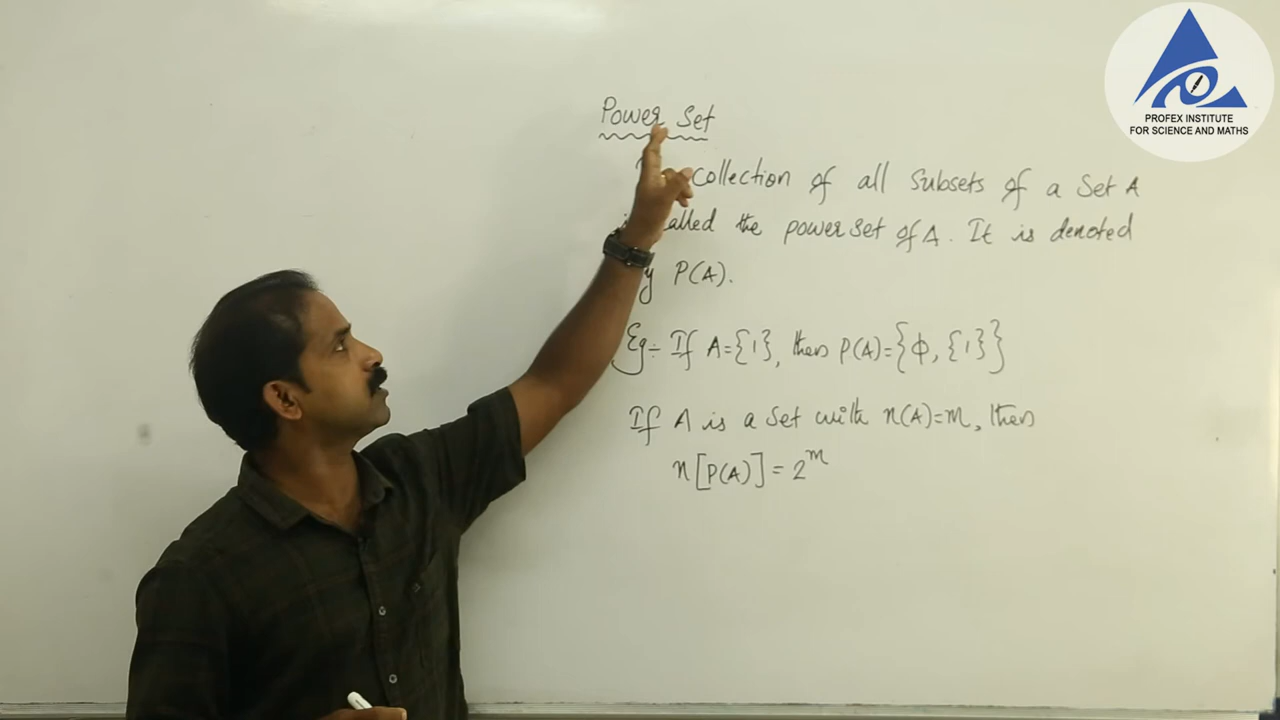 Power Set
collection of all Subsets of a Set A
called the power set of A. It is denoted
by P(A).
Eg:- If A={1}, then P(A)={ϕ, {1}}
If A is a Set with n(A)=m, then
n[P(A)] = 2^m
PROFEX INSTITUTE
FOR SCIENCE AND MATHS